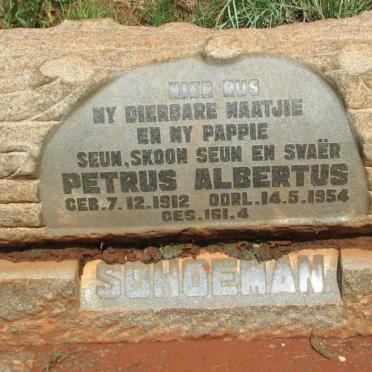 HIER RUS
MY DIERBARE MAATJIE
EN MY PAPPIE
SEUN, SKOON SEUN EN SWAËR
PETRUS ALBERTUS
GEB. 7.12.1912 OORL. 14.5.1954
GES. 161.4
SCHOEMAN